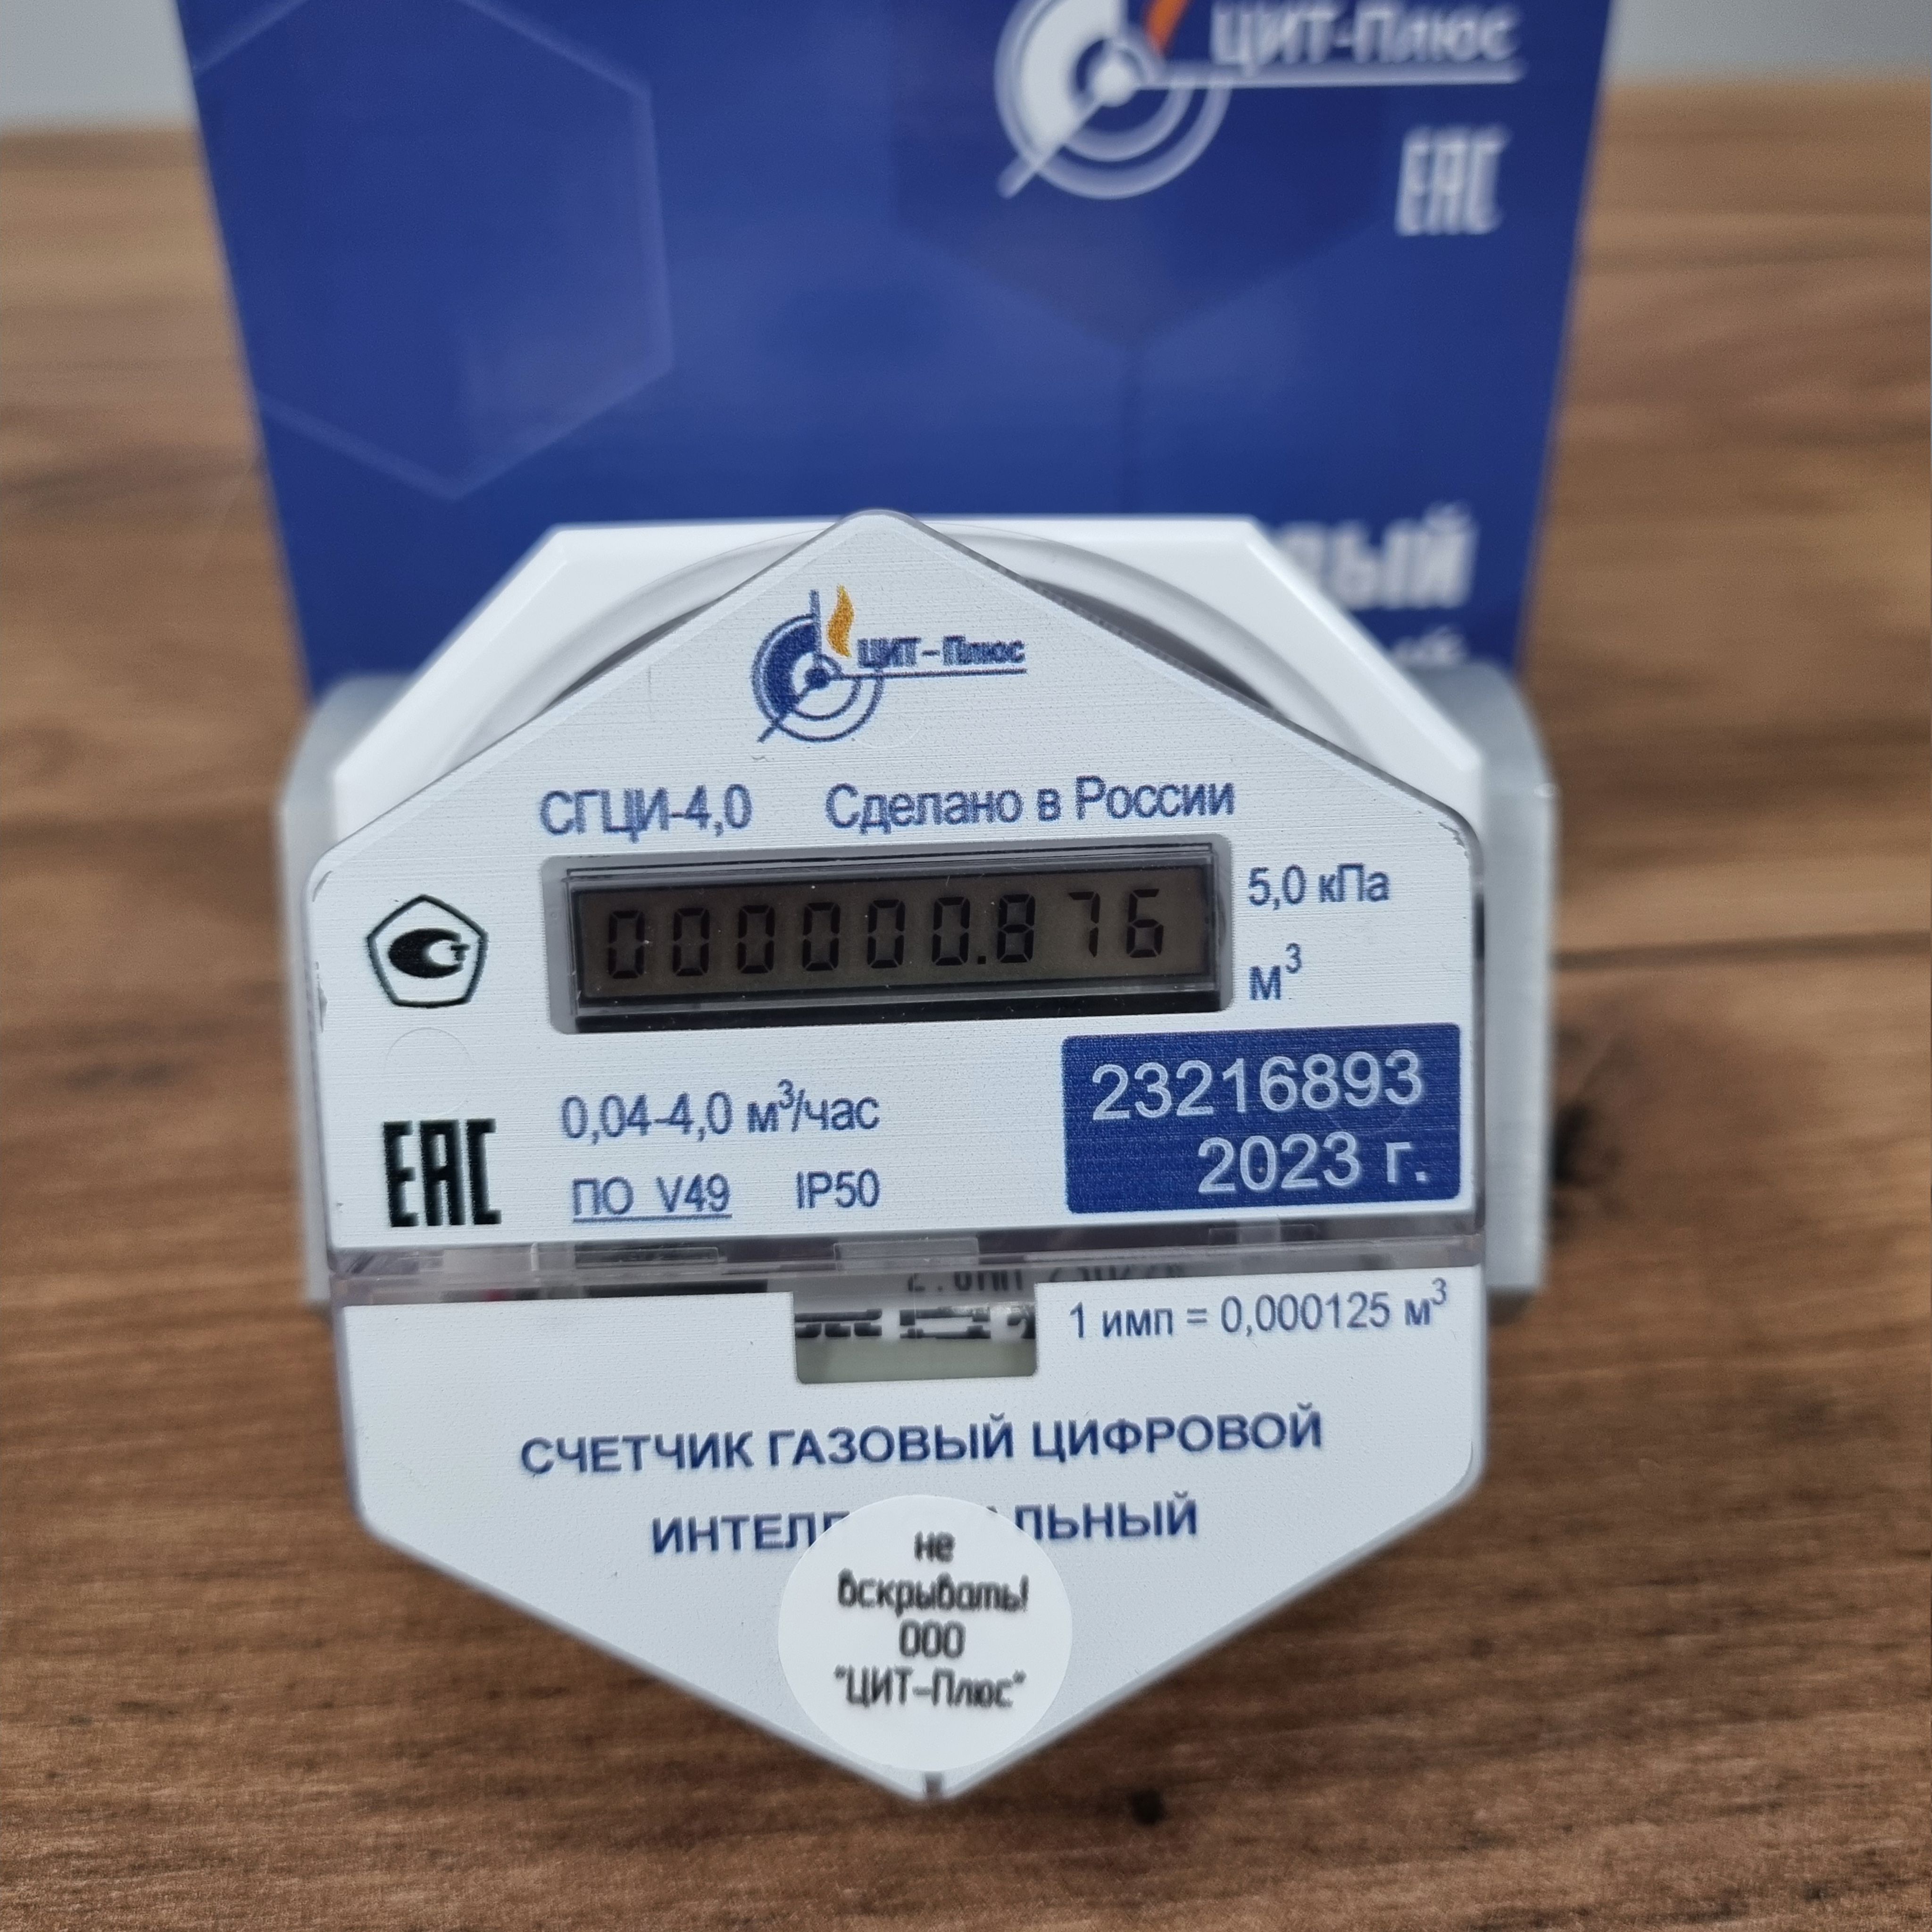 ЦИТ-Плюс
EAC
ЦИТ-Плюс
СГЦИ-4,0 Сделано в России
000000.876
5,0 кПа
м³
23216893
2023 г.
0,04-4,0 м³/час
EAC
ПО V49 IP50
1 имп = 0,000125 м³
СЧЕТЧИК ГАЗОВЫЙ ЦИФРОВОЙ
не
вскрывать!
ООО
"ЦИТ-Плюс"